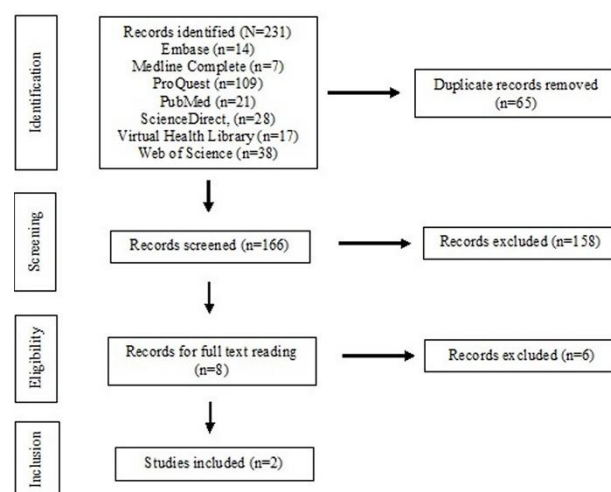 Identification
Records identified (N=231)
Embase (n=14)
Medline Complete (n=7)
ProQuest (n=109)
PubMed (n=21)
ScienceDirect, (n=28)
Virtual Health Library (n=17)
Web of Science (n=38)
Duplicate records removed
(n=65)
Screening
Records screened (n=166)
Records excluded (n=158)
Eligibility
Records for full text reading
(n=8)
Records excluded (n=6)
Inclusion
Studies included (n=2)